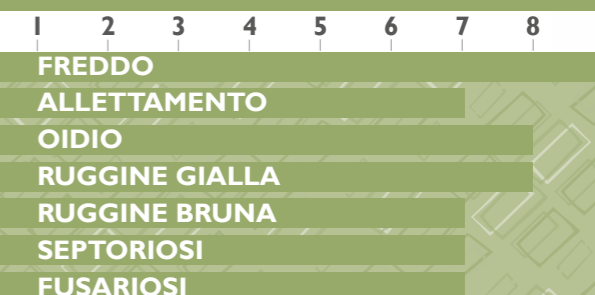 1 2 3 4 5 6 7 8
FREDDO
ALLETTAMENTO
OIDIO
RUGGINE GIALLA
RUGGINE BRUNA
SEPTORIOSI
FUSARIOSI